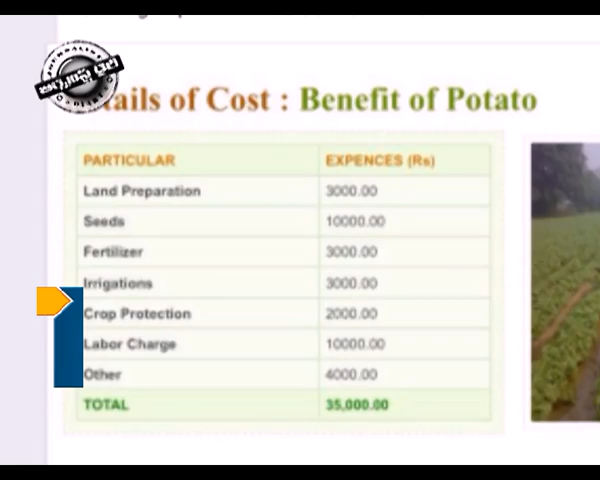 ails of Cost : Benefit of Potato
PARTICULAR EXPENCES (Rs)
Land Preparation 3000.00
Seeds 10000.00
Fertilizer 3000.00
Irrigations 3000.00
Crop Protection 2000.00
Labor Charge 10000.00
Other 4000.00
TOTAL 35,000.00